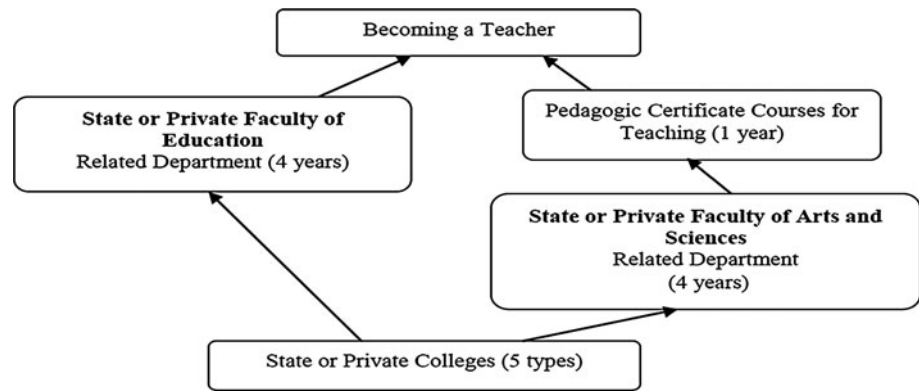 Becoming a Teacher
State or Private Faculty of
Education
Related Department (4 years)
Pedagogic Certificate Courses for
Teaching (1 year)
State or Private Faculty of Arts and
Sciences
Related Department
(4 years)
State or Private Colleges (5 types)